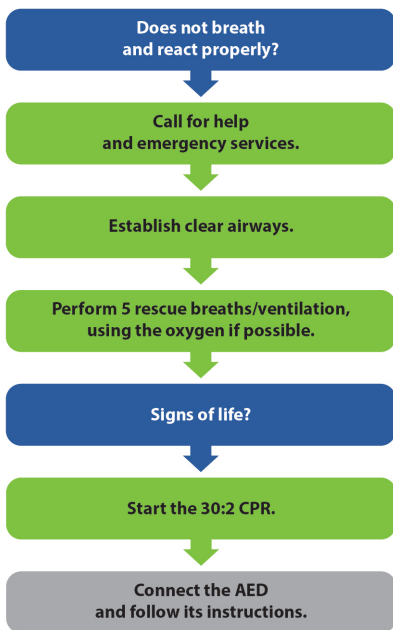 Does not breath
and react properly?
Call for help
and emergency services.
Establish clear airways.
Perform 5 rescue breaths/ventilation,
using the oxygen if possible.
Signs of life?
Start the 30:2 CPR.
Connect the AED
and follow its instructions.